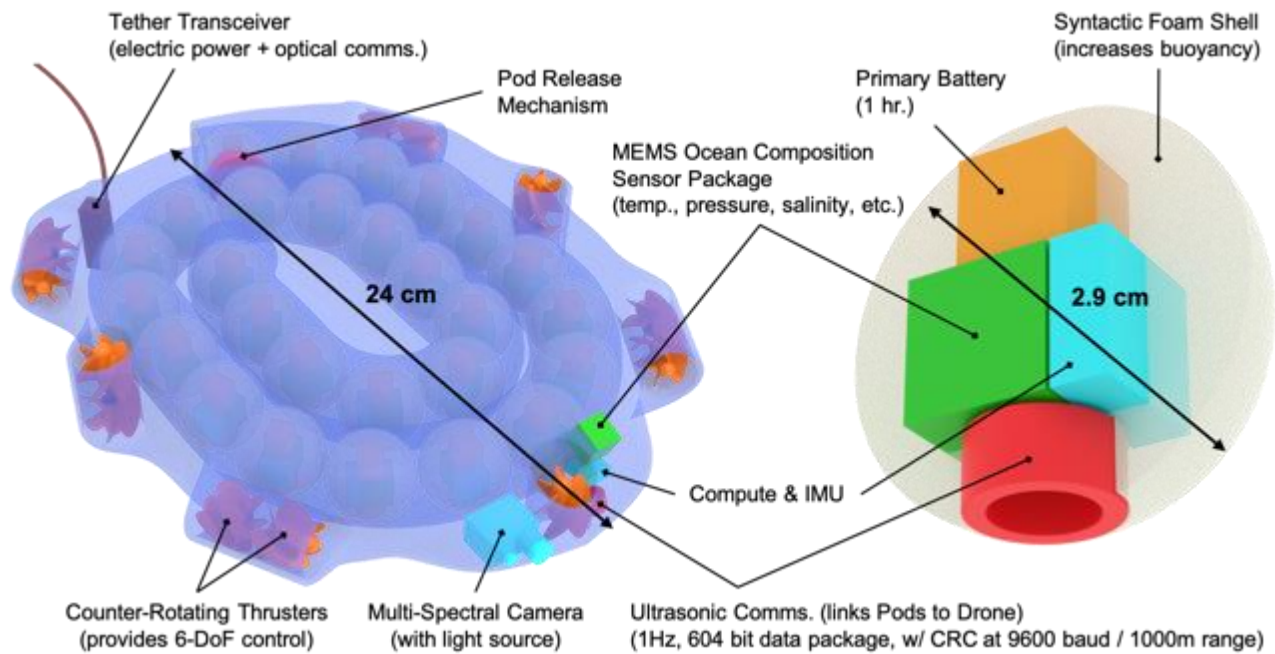 Tether Transceiver
(electric power + optical comms.)
Pod Release
Mechanism
24 cm
Counter-Rotating Thrusters
(provides 6-DoF control)
Multi-Spectral Camera
(with light source)
MEMS Ocean Composition
Sensor Package
(temp., pressure, salinity, etc.)
Compute & IMU
Ultrasonic Comms. (links Pods to Drone)
(1Hz, 604 bit data package, w/ CRC at 9600 baud / 1000m range)
Primary Battery
(1 hr.)
Syntactic Foam Shell
(increases buoyancy)
2.9 cm